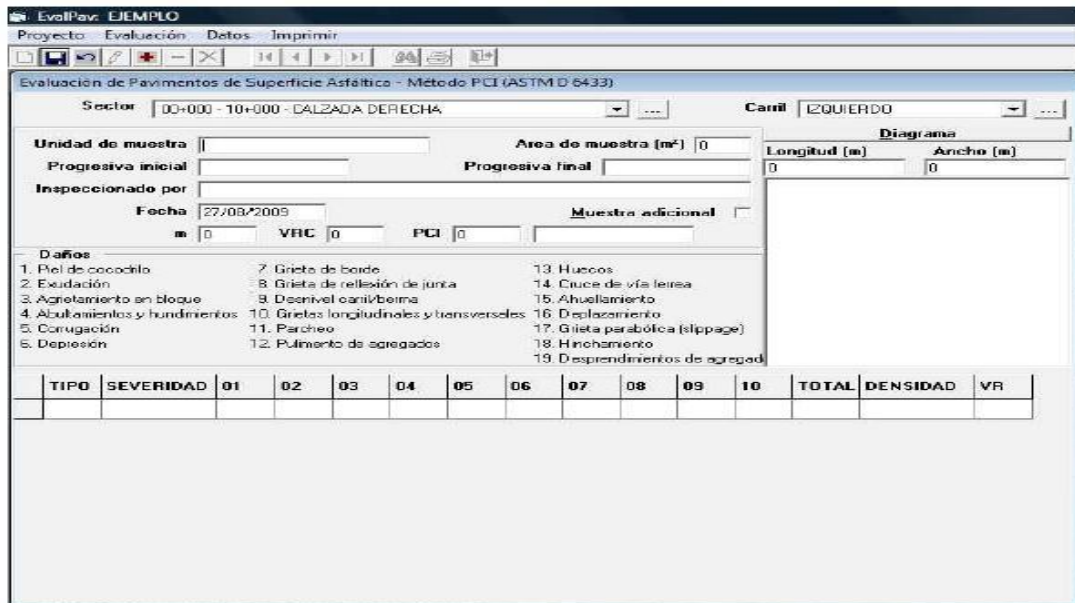 EvalPav: EJEMPLO
Proyecto Evaluación Datos Imprimir
Evaluación de Pavimentos de Superficie Asfáltica - Método PCI (ASTM D 6433)
Sector 00+000 - 10+000 - CALZADA DERECHA ... Carril IZQUIERDO ...
Unidad de muestra Area de muestra (m²) 0
Progresiva inicial Progresiva final
Inspeccionado por
Fecha 27/08/2009 Muestra adicional
m 0 VRC 0 PCI 0
Diagrama
Longitud (m) Ancho (m)
0 0
Daños
1. Piel de cocodrilo 7. Grieta de borde 13. Huecos
2. Exudación 8. Grieta de reflexión de junta 14. Cruce de vía ferrea
3. Agrietamiento en bloque 9. Desnivel carril/berma 15. Ahuellamiento
4. Abultamientos y hundimientos 10. Grietas longitudinales y transversales 16. Deplazamiento
5. Corrugación 11. Parcheo 17. Grieta parabólica (slippage)
6. Depresión 12. Pulimento de agregados 18. Hinchamiento
19. Desprendimientos de agregad
TIPO SEVERIDAD 01 02 03 04 05 06 07 08 09 10 TOTAL DENSIDAD VR